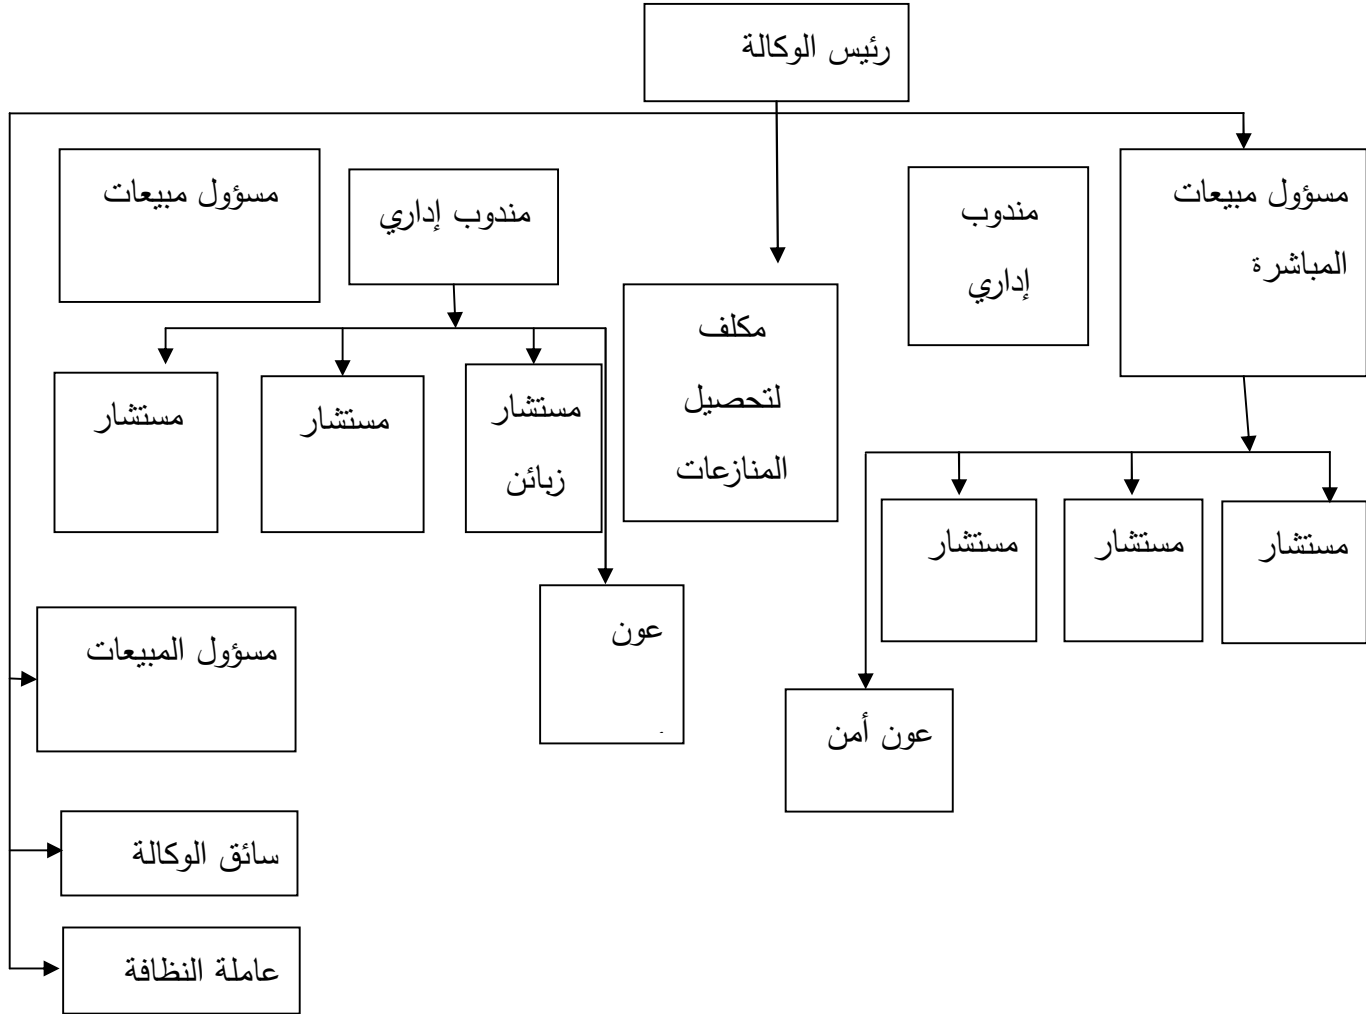 رئيس الوكالة
مسؤول مبيعات
المباشرة
مندوب
إداري
مندوب إداري
مسؤول مبيعات
مكلف
لتحصيل
المنازعات
مستشار
زبائن
مستشار
مستشار
مستشار
مستشار
مستشار
عون
عون أمن
مسؤول المبيعات
سائق الوكالة
عاملة النظافة